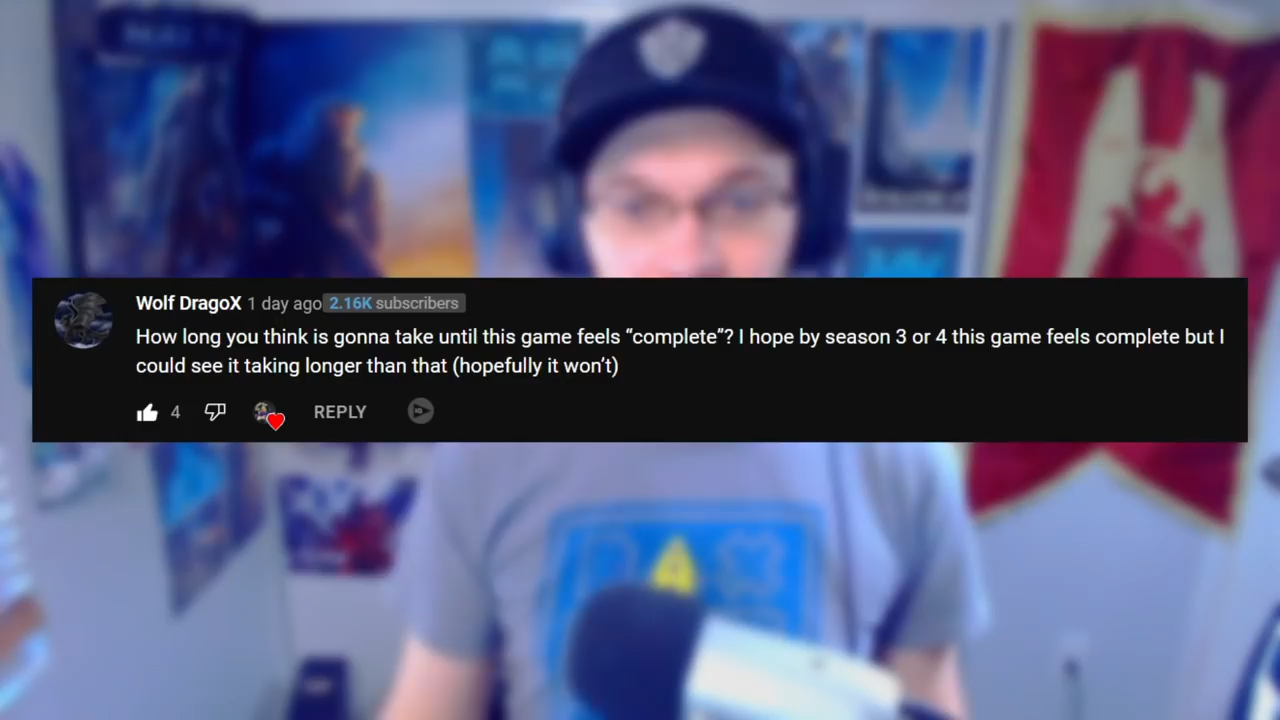 Wolf DragoX 1 day ago 2.16K subscribers
How long you think is gonna take until this game feels “complete”? I hope by season 3 or 4 this game feels complete but I
could see it taking longer than that (hopefully it won’t)
4 REPLY